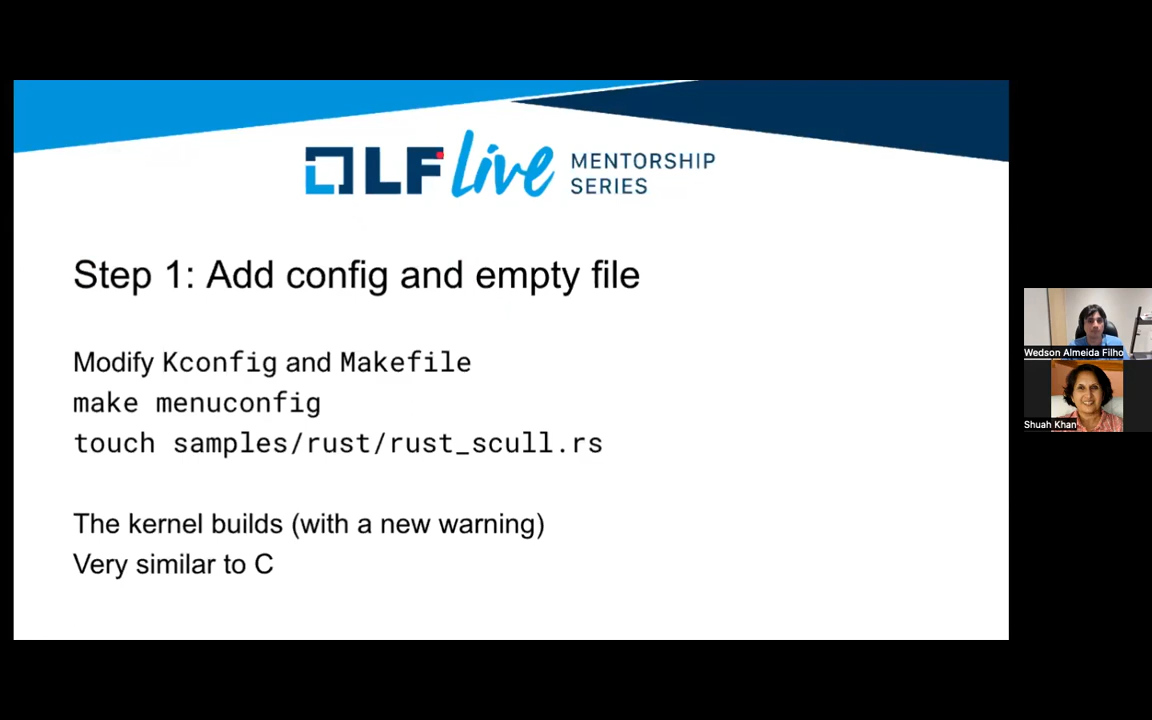 LF Live MENTORSHIP
SERIES
Step 1: Add config and empty file
Modify Kconfig and Makefile
make menuconfig
touch samples/rust/rust_scull.rs
The kernel builds (with a new warning)
Very similar to C
Wedson Almeida Filho
Shuah Khan